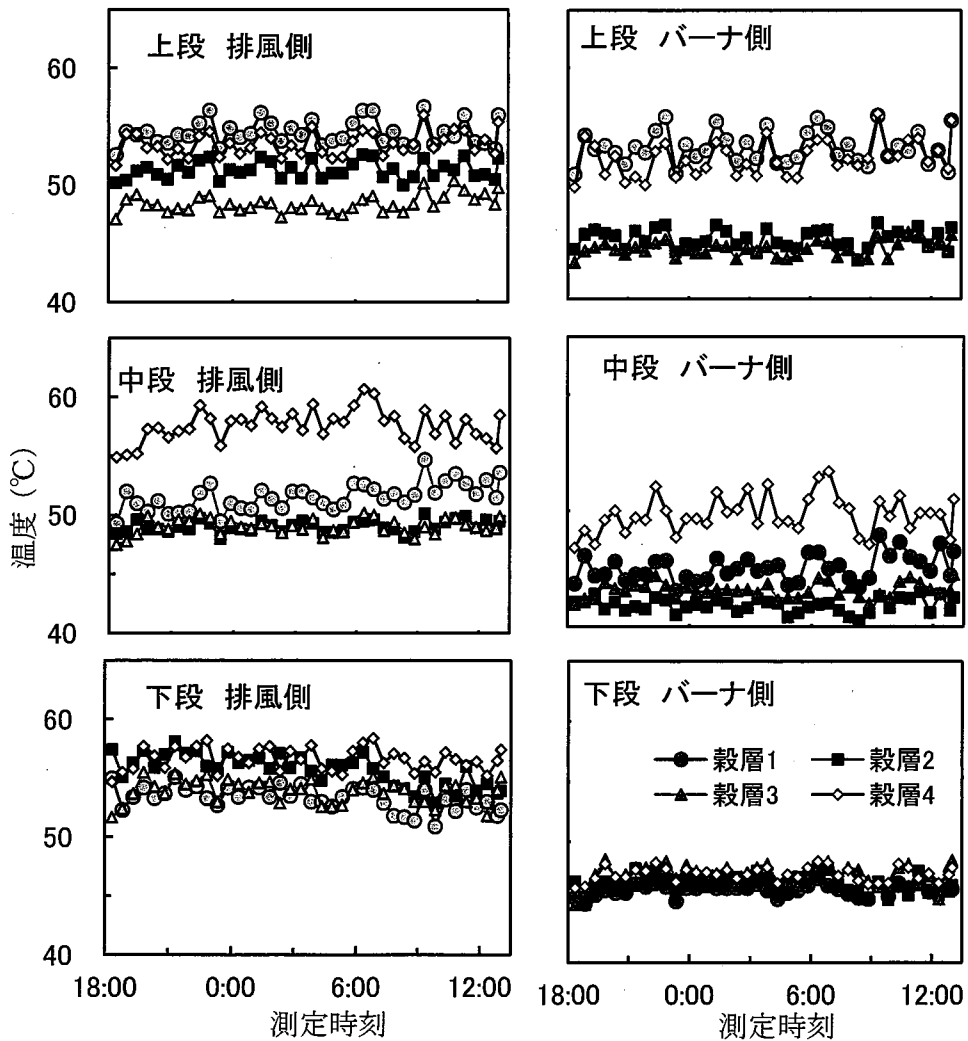 上段 排風側
上段 バーナ側
60
50
40
中段 排風側
中段 バーナ側
60
50
40
温度(℃)
下段 排風側
下段 バーナ側
60
50
40
穀層1 穀層2
穀層3 穀層4
18:00 0:00 6:00 12:00
18:00 0:00 6:00 12:00
測定時刻
測定時刻